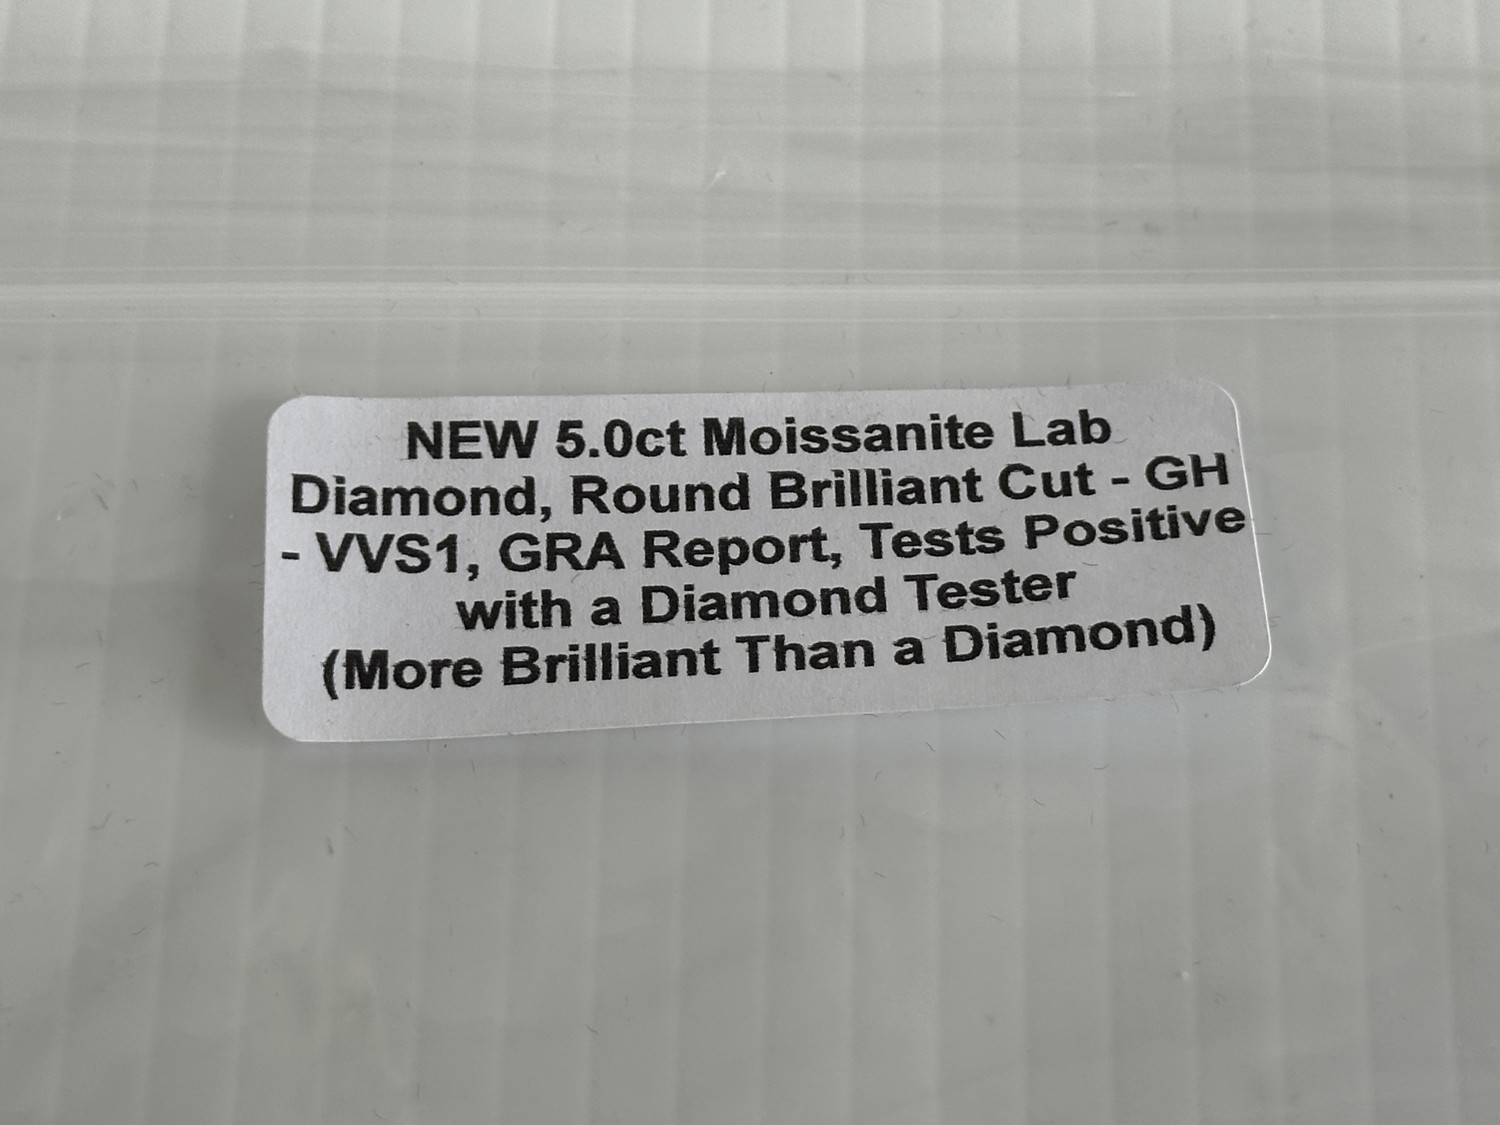 NEW 5.0ct Moissanite Lab
Diamond, Round Brilliant Cut - GH
- VVS1, GRA Report, Tests Positive
with a Diamond Tester
(More Brilliant Than a Diamond)